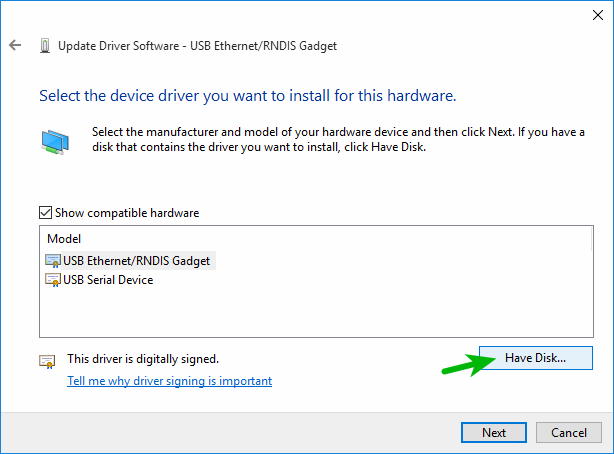 Update Driver Software - USB Ethernet/RNDIS Gadget
Select the device driver you want to install for this hardware.
Select the manufacturer and model of your hardware device and then click Next. If you have a
disk that contains the driver you want to install, click Have Disk.
Show compatible hardware
Model
USB Ethernet/RNDIS Gadget
USB Serial Device
This driver is digitally signed.
Have Disk...
Tell me why driver signing is important
Next
Cancel